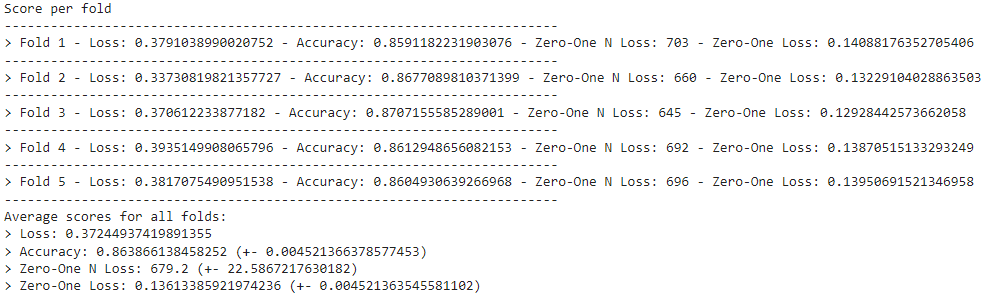 Score per fold
------------------------------------------------------------------------
> Fold 1 - Loss: 0.3791038990020752 - Accuracy: 0.8591182231903076 - Zero-One N Loss: 703 - Zero-One Loss: 0.14088176352705406
------------------------------------------------------------------------
> Fold 2 - Loss: 0.33730819821357727 - Accuracy: 0.8677089810371399 - Zero-One N Loss: 660 - Zero-One Loss: 0.13229104028863503
------------------------------------------------------------------------
> Fold 3 - Loss: 0.370612233877182 - Accuracy: 0.8707155585289001 - Zero-One N Loss: 645 - Zero-One Loss: 0.12928442573662058
------------------------------------------------------------------------
> Fold 4 - Loss: 0.3935149908065796 - Accuracy: 0.8612948656082153 - Zero-One N Loss: 692 - Zero-One Loss: 0.13870515133293249
------------------------------------------------------------------------
> Fold 5 - Loss: 0.3817075490951538 - Accuracy: 0.8604930639266968 - Zero-One N Loss: 696 - Zero-One Loss: 0.13950691521346958
------------------------------------------------------------------------
Average scores for all folds:
> Loss: 0.37244937419891355
> Accuracy: 0.863866138458252 (+- 0.004521366378577453)
> Zero-One N Loss: 679.2 (+- 22.5867217630182)
> Zero-One Loss: 0.13613385921974236 (+- 0.004521363545581102)